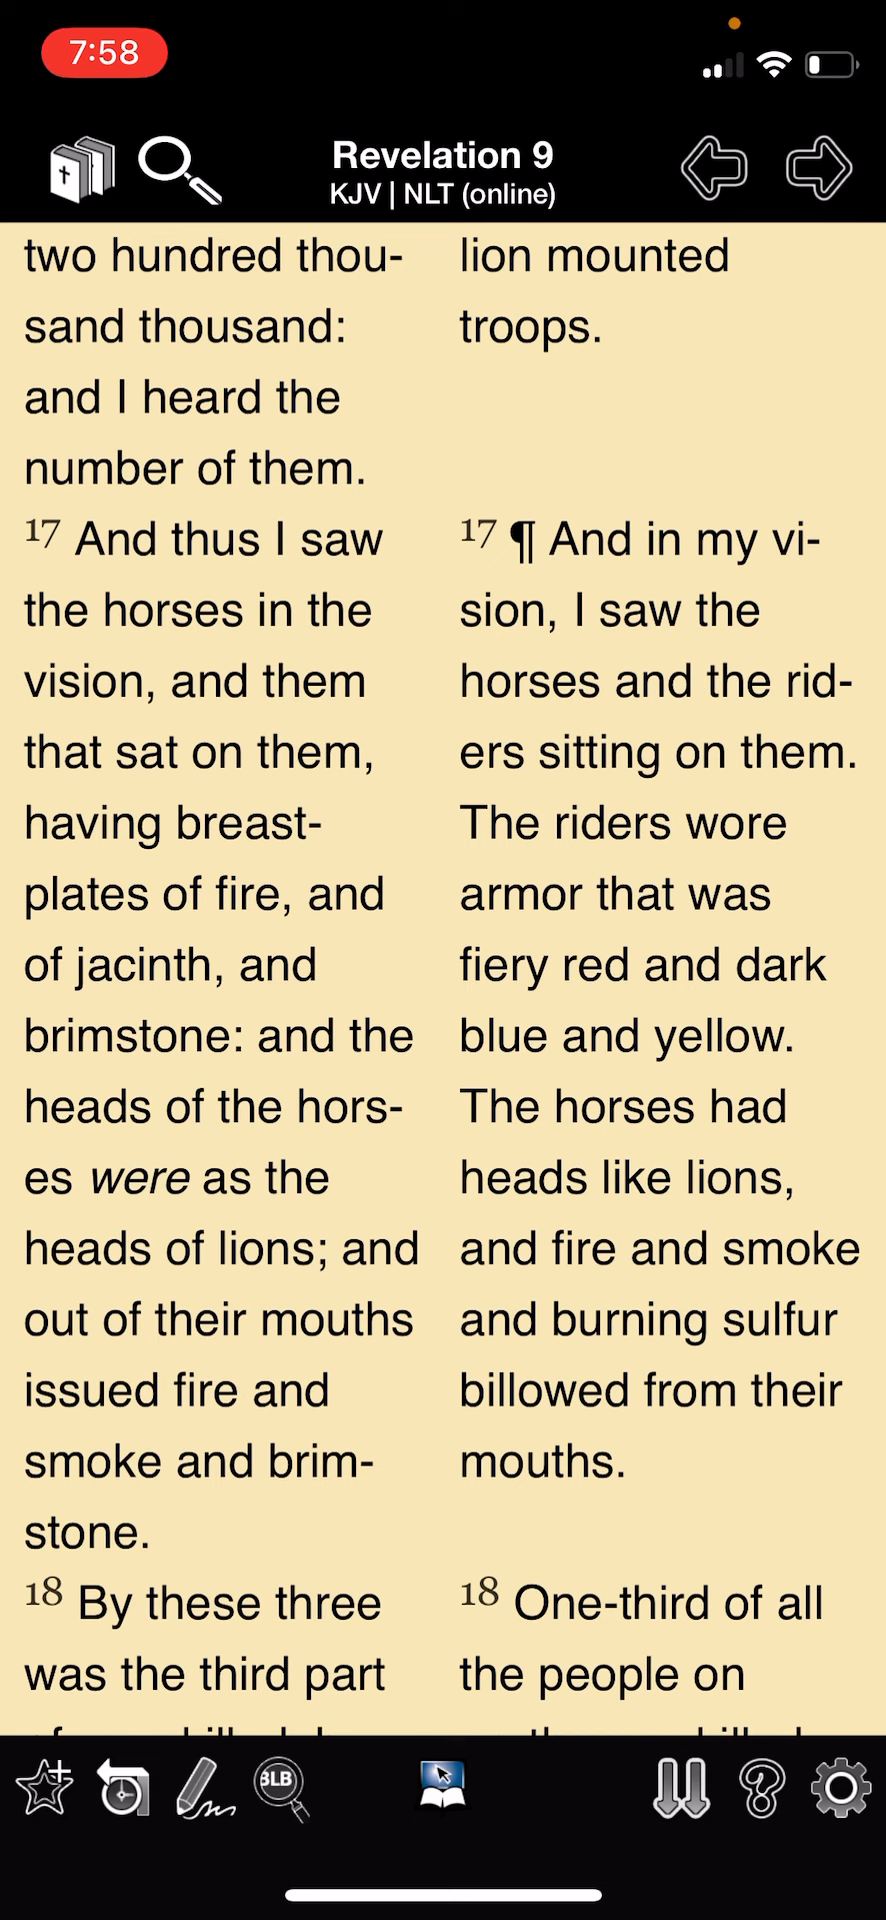 7:58
Revelation 9
KJV | NLT (online)
two hundred thou-
sand thousand:
and I heard the
number of them.
17 And thus I saw
the horses in the
vision, and them
that sat on them,
having breast-
plates of fire, and
of jacinth, and
brimstone: and the
heads of the hors-
es were as the
heads of lions; and
out of their mouths
issued fire and
smoke and brim-
stone.
18 By these three
was the third part
lion mounted
troops.
17 ¶ And in my vi-
sion, I saw the
horses and the rid-
ers sitting on them.
The riders wore
armor that was
fiery red and dark
blue and yellow.
The horses had
heads like lions,
and fire and smoke
and burning sulfur
billowed from their
mouths.
18 One-third of all
the people on
BLB